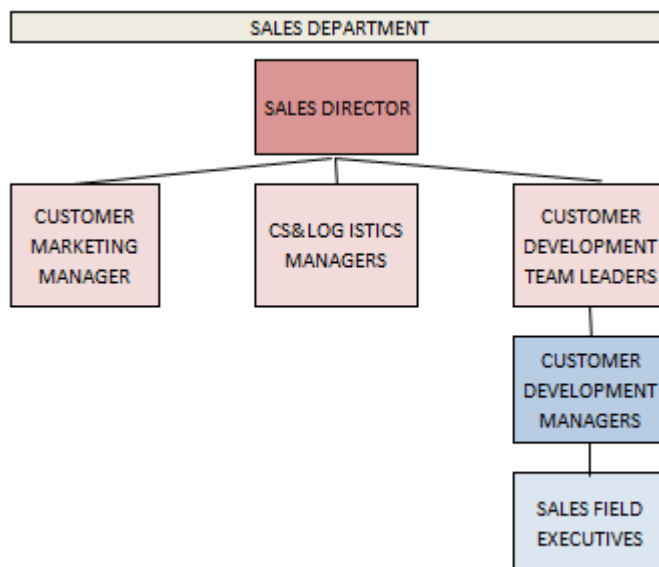 SALES DEPARTMENT
SALES DIRECTOR
CUSTOMER
MARKETING
MANAGER
CS&LOG ISTICS
MANAGERS
CUSTOMER
DEVELOPMENT
TEAM LEADERS
CUSTOMER
DEVELOPMENT
MANAGERS
SALES FIELD
EXECUTIVES